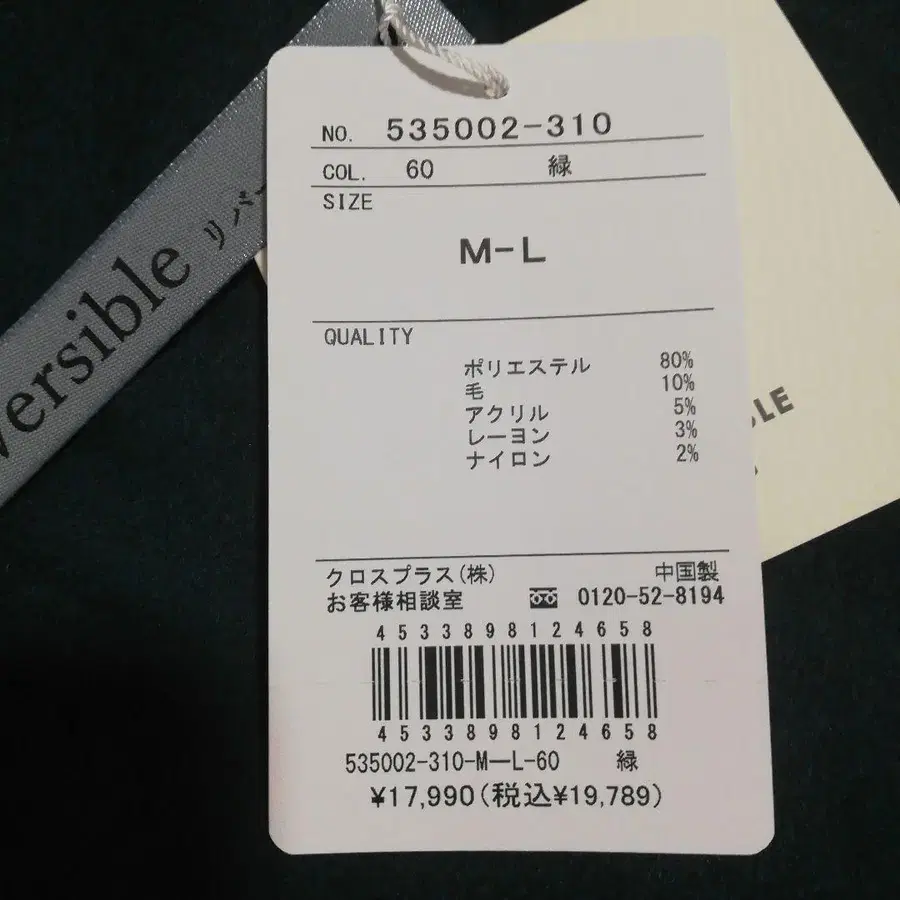 NO. 535002-310
COL. 60 緑
SIZE
M-L
QUALITY
ポリエステル 80%
毛 10%
アクリル 5%
レーヨン 3%
ナイロン 2%
クロスプラス(株) 中国製
お客様相談室 0120-52-8194
4533898124658
4533898124658
535002-310-M—L-60 緑
¥17,990(税込¥19,789)
versible リバー
LE